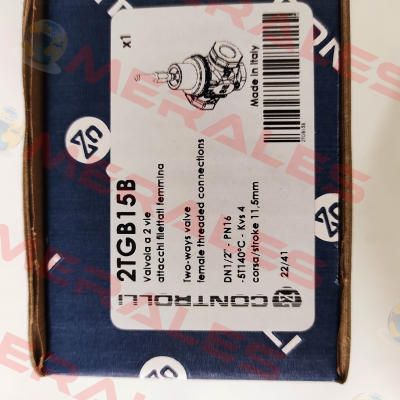 x1
Made in Italy
2TGB15B
Valvola a 2 vie
attacchi filettati femmina
Two-ways valve
female threaded connections
DN1/2" - PN16
-5T140°C - Kvs 4
corsa/stroke 11,5mm
22/41
CONTROLLI
MERALES